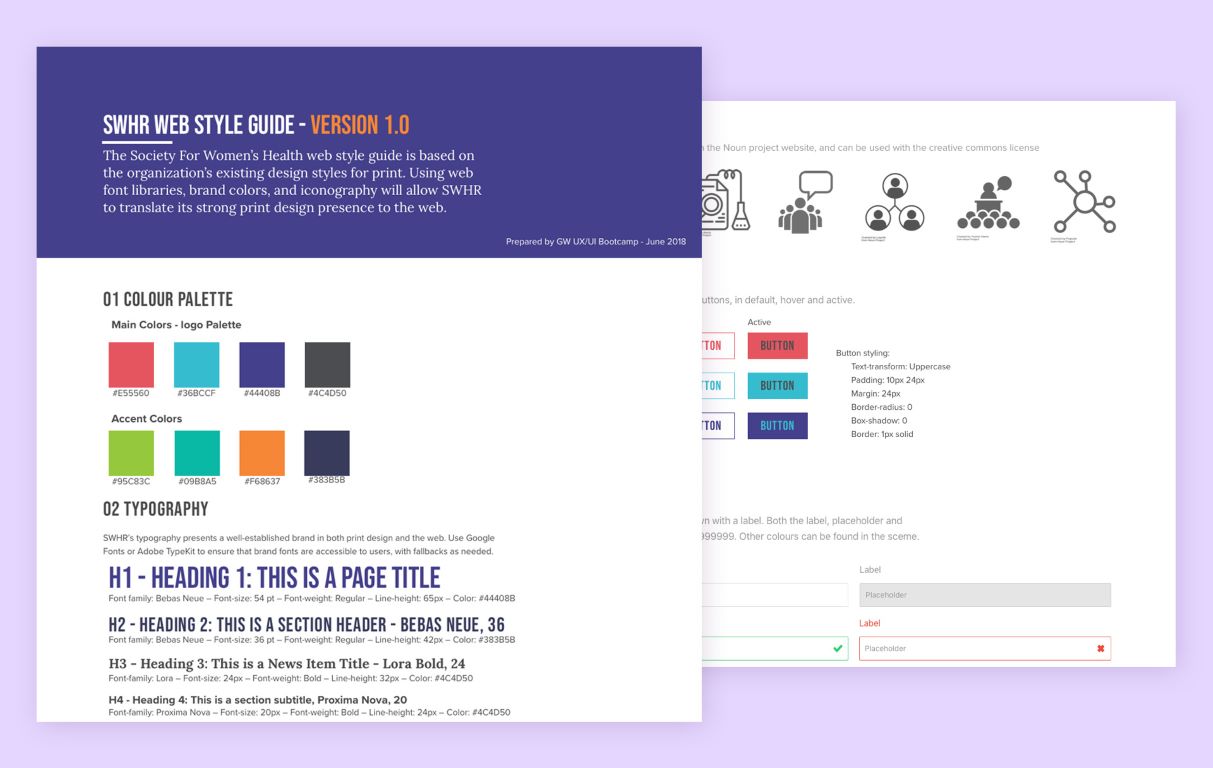 SWHR WEB STYLE GUIDE - VERSION 1.0
The Society For Women's Health web style guide is based on
the organization's existing design styles for print. Using web
font libraries, brand colors, and iconography will allow SWHR
to translate its strong print design presence to the web.
Prepared by GW UX/UI Bootcamp - June 2018
01 COLOUR PALETTE
Main Colors - logo Palette
#E55560
#36BCCF
#44408B
#4C4D50
Accent Colors
#95C83C
#09B8A5
#F68637
#383B5B
02 TYPOGRAPHY
SWHR's typography presents a well-established brand in both print design and the web. Use Google
Fonts or Adobe TypeKit to ensure that brand fonts are accessible to users, with fallbacks as needed.
H1 - HEADING 1: THIS IS A PAGE TITLE
Font family: Bebas Neue – Font-size: 54 pt – Font-weight: Regular – Line-height: 65px – Color: #44408B
H2 - HEADING 2: THIS IS A SECTION HEADER - BEBAS NEUE, 36
Font family: Bebas Neue – Font-size: 36 pt – Font-weight: Regular – Line-height: 42px – Color: #383B5B
H3 - Heading 3: This is a News Item Title - Lora Bold, 24
Font-family: Lora – Font-size: 24px – Font-weight: Bold – Line-height: 32px – Color: #4C4D50
H4 - Heading 4: This is a section subtitle, Proxima Nova, 20
Font-family: Proxima Nova – Font-size: 20px – Font-weight: Bold – Line-height: 24px – Color: #4C4D50
the Noun project website, and can be used with the creative commons license
uttons, in default, hover and active.
Active
TTON
BUTTON
TTON
BUTTON
TTON
BUTTON
Button styling:
Text-transform: Uppercase
Padding: 10px 24px
Margin: 24px
Border-radius: 0
Box-shadow: 0
Border: 1px solid
with a label. Both the label, placeholder and
999999. Other colours can be found in the sceme.
Label
Placeholder
Label
Placeholder